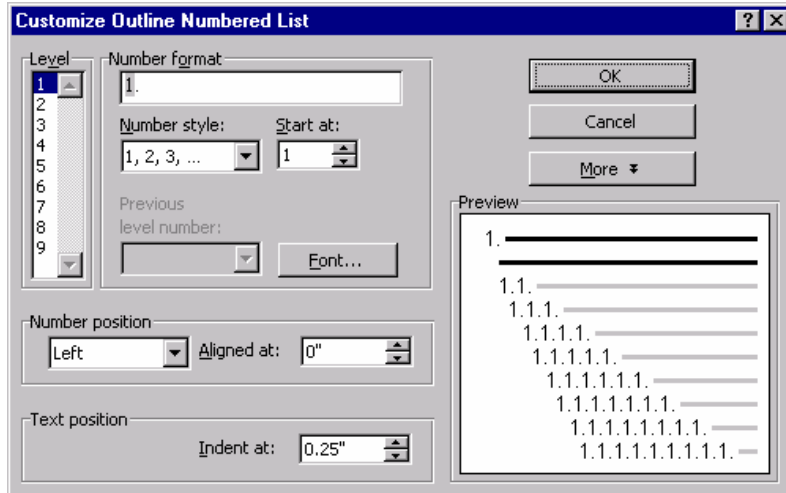 Customize Outline Numbered List
Level
1
2
3
4
5
6
7
8
9
Number format
1.
Number style:
1, 2, 3, ...
Start at:
1
Previous
level number:
Font...
OK
Cancel
More
Number position
Left
Aligned at:
0"
Text position
Indent at:
0.25"
Preview
1.
1.1.
1.1.1.
1.1.1.1.
1.1.1.1.1.
1.1.1.1.1.1.
1.1.1.1.1.1.1.
1.1.1.1.1.1.1.1.
1.1.1.1.1.1.1.1.1.